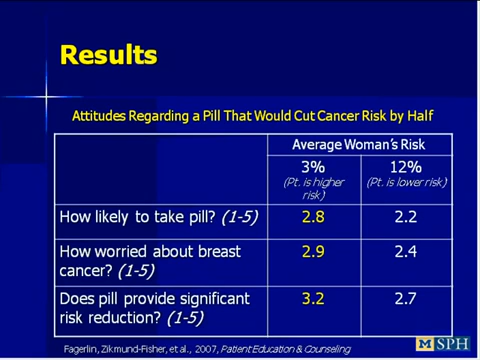 Results
Attitudes Regarding a Pill That Would Cut Cancer Risk by Half
Average Woman's Risk
3% 12%
(Pt. is higher (Pt. is lower risk)
risk)
How likely to take pill? (1-5) 2.8 2.2
How worried about breast 2.9 2.4
cancer? (1-5)
Does pill provide significant 3.2 2.7
risk reduction? (1-5)
Fagerlin, Zikmund-Fisher, et al., 2007, Patient Education & Counseling
M SPH